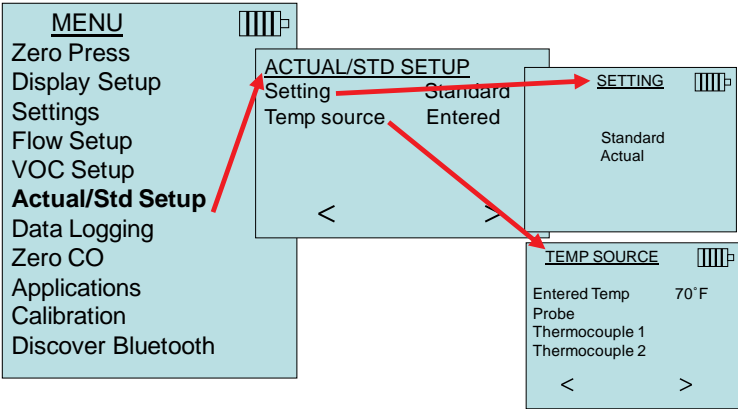 MENU
Zero Press
Display Setup
Settings
Flow Setup
VOC Setup
Actual/Std Setup
Data Logging
Zero CO
Applications
Calibration
Discover Bluetooth
ACTUAL/STD SETUP
Setting Standard
Temp source Entered
< >
SETTING
Standard
Actual
TEMP SOURCE
Entered Temp 70˚F
Probe
Thermocouple 1
Thermocouple 2
< >